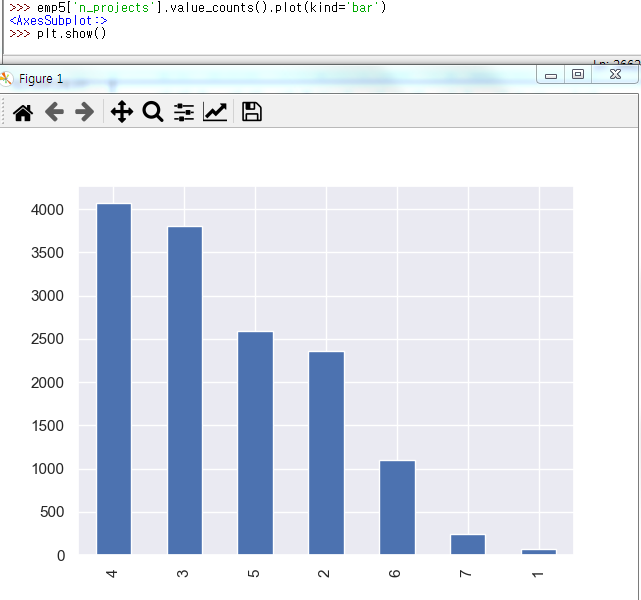 >>> emp5['n_projects'].value_counts().plot(kind='bar')
<AxesSubplot:>
>>> plt.show()
Figure 1
4000
3500
3000
2500
2000
1500
1000
500
0
4 3 5 2 6 7 1